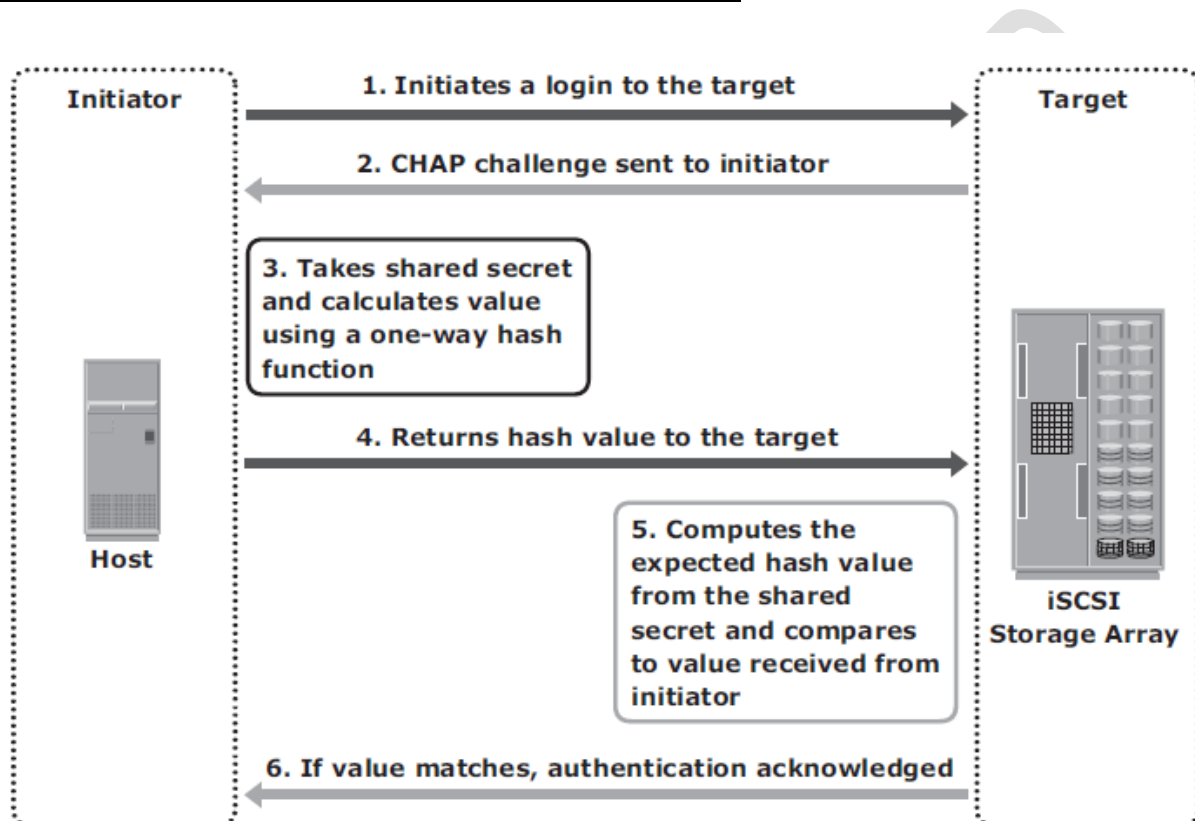 Initiator
1. Initiates a login to the target
Target
2. CHAP challenge sent to initiator
3. Takes shared secret
and calculates value
using a one-way hash
function
4. Returns hash value to the target
Host
5. Computes the
expected hash value
from the shared
secret and compares
to value received from
initiator
iSCSI
Storage Array
6. If value matches, authentication acknowledged